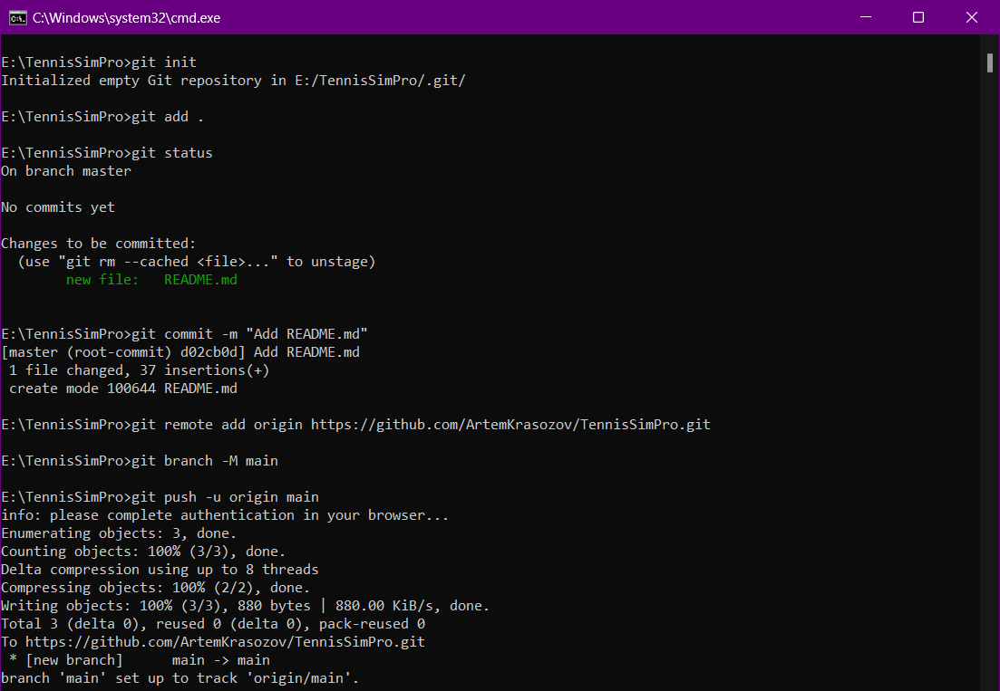 C:\Windows\system32\cmd.exe
E:\TennisSimPro>git init
Initialized empty Git repository in E:/TennisSimPro/.git/
E:\TennisSimPro>git add .
E:\TennisSimPro>git status
On branch master
No commits yet
Changes to be committed:
  (use "git rm --cached <file>..." to unstage)
        new file:   README.md
E:\TennisSimPro>git commit -m "Add README.md"
[master (root-commit) d02cb0d] Add README.md
 1 file changed, 37 insertions(+)
 create mode 100644 README.md
E:\TennisSimPro>git remote add origin https://github.com/ArtemKrasozov/TennisSimPro.git
E:\TennisSimPro>git branch -M main
E:\TennisSimPro>git push -u origin main
info: please complete authentication in your browser...
Enumerating objects: 3, done.
Counting objects: 100% (3/3), done.
Delta compression using up to 8 threads
Compressing objects: 100% (2/2), done.
Writing objects: 100% (3/3), 880 bytes | 880.00 KiB/s, done.
Total 3 (delta 0), reused 0 (delta 0), pack-reused 0
To https://github.com/ArtemKrasozov/TennisSimPro.git
 * [new branch]      main -> main
branch 'main' set up to track 'origin/main'.